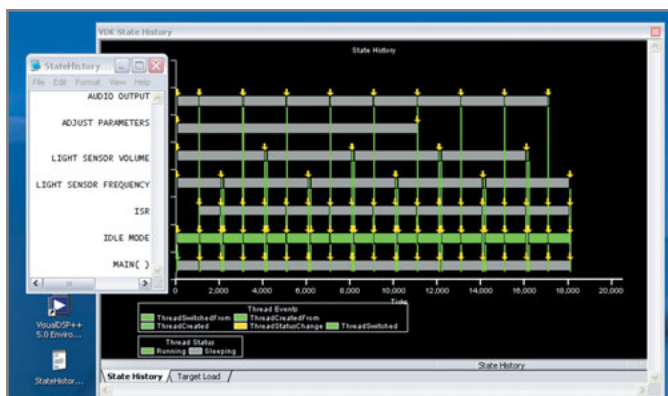 VDK State History
State History
StateHistory...
File Edit Format View Help
AUDIO OUTPUT
ADJUST PARAMETERS
LIGHT SENSOR VOLUME
LIGHT SENSOR FREQUENCY
ISR
IDLE MODE
MAIN( )
0 2,000 4,000 6,000 8,000 10,000 12,000 14,000 16,000 18,000 20,000
Thread Events
ThreadSwitchedFrom ThreadCreatedFrom
ThreadCreated ThreadStatusChange ThreadSwitched
Thread Status
Running Sleeping
State History
State History Target Load
VisualDSP++
5.0 Enviro...
StateHistor...